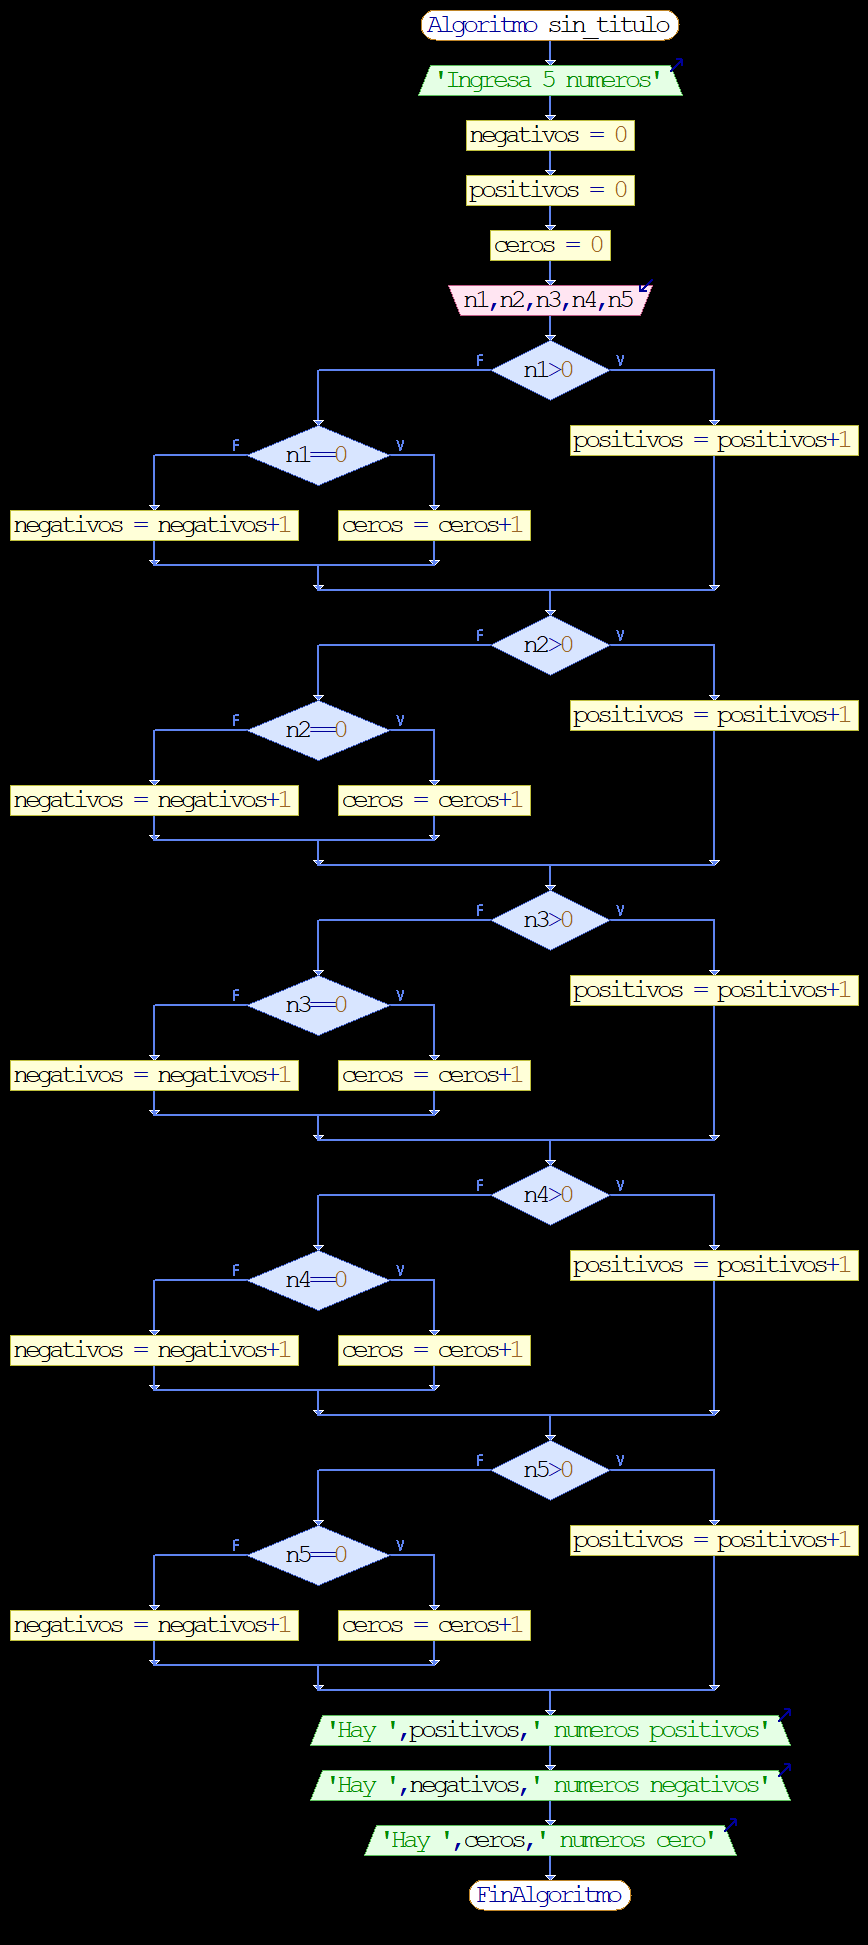 Algoritmo sin_titulo
'Ingresa 5 numeros'
negativos = 0
positivos = 0
ceros = 0
n1,n2,n3,n4,n5
F n1>0 V
F n1==0 V
positivos = positivos+1
negativos = negativos+1
ceros = ceros+1
F n2>0 V
F n2==0 V
positivos = positivos+1
negativos = negativos+1
ceros = ceros+1
F n3>0 V
F n3==0 V
positivos = positivos+1
negativos = negativos+1
ceros = ceros+1
F n4>0 V
F n4==0 V
positivos = positivos+1
negativos = negativos+1
ceros = ceros+1
F n5>0 V
F n5==0 V
positivos = positivos+1
negativos = negativos+1
ceros = ceros+1
'Hay ',positivos,' numeros positivos'
'Hay ',negativos,' numeros negativos'
'Hay ',ceros,' numeros cero'
FinAlgoritmo